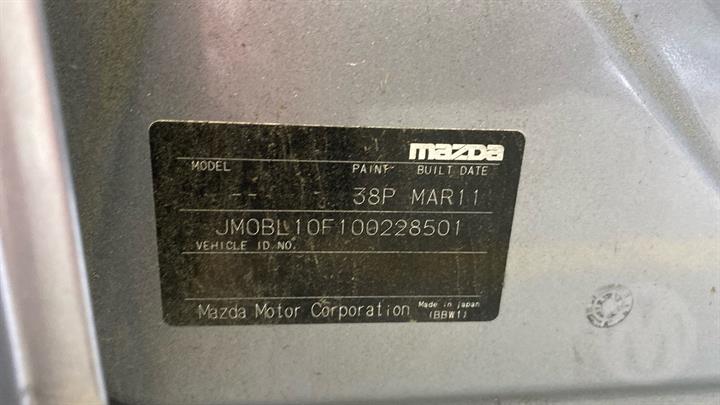 mazda
MODEL PAINT BUILT DATE
-- 38P MAR11
JM0BL10F100228501
VEHICLE ID.NO.
Mazda Motor Corporation Made in Japan
(BBW1)